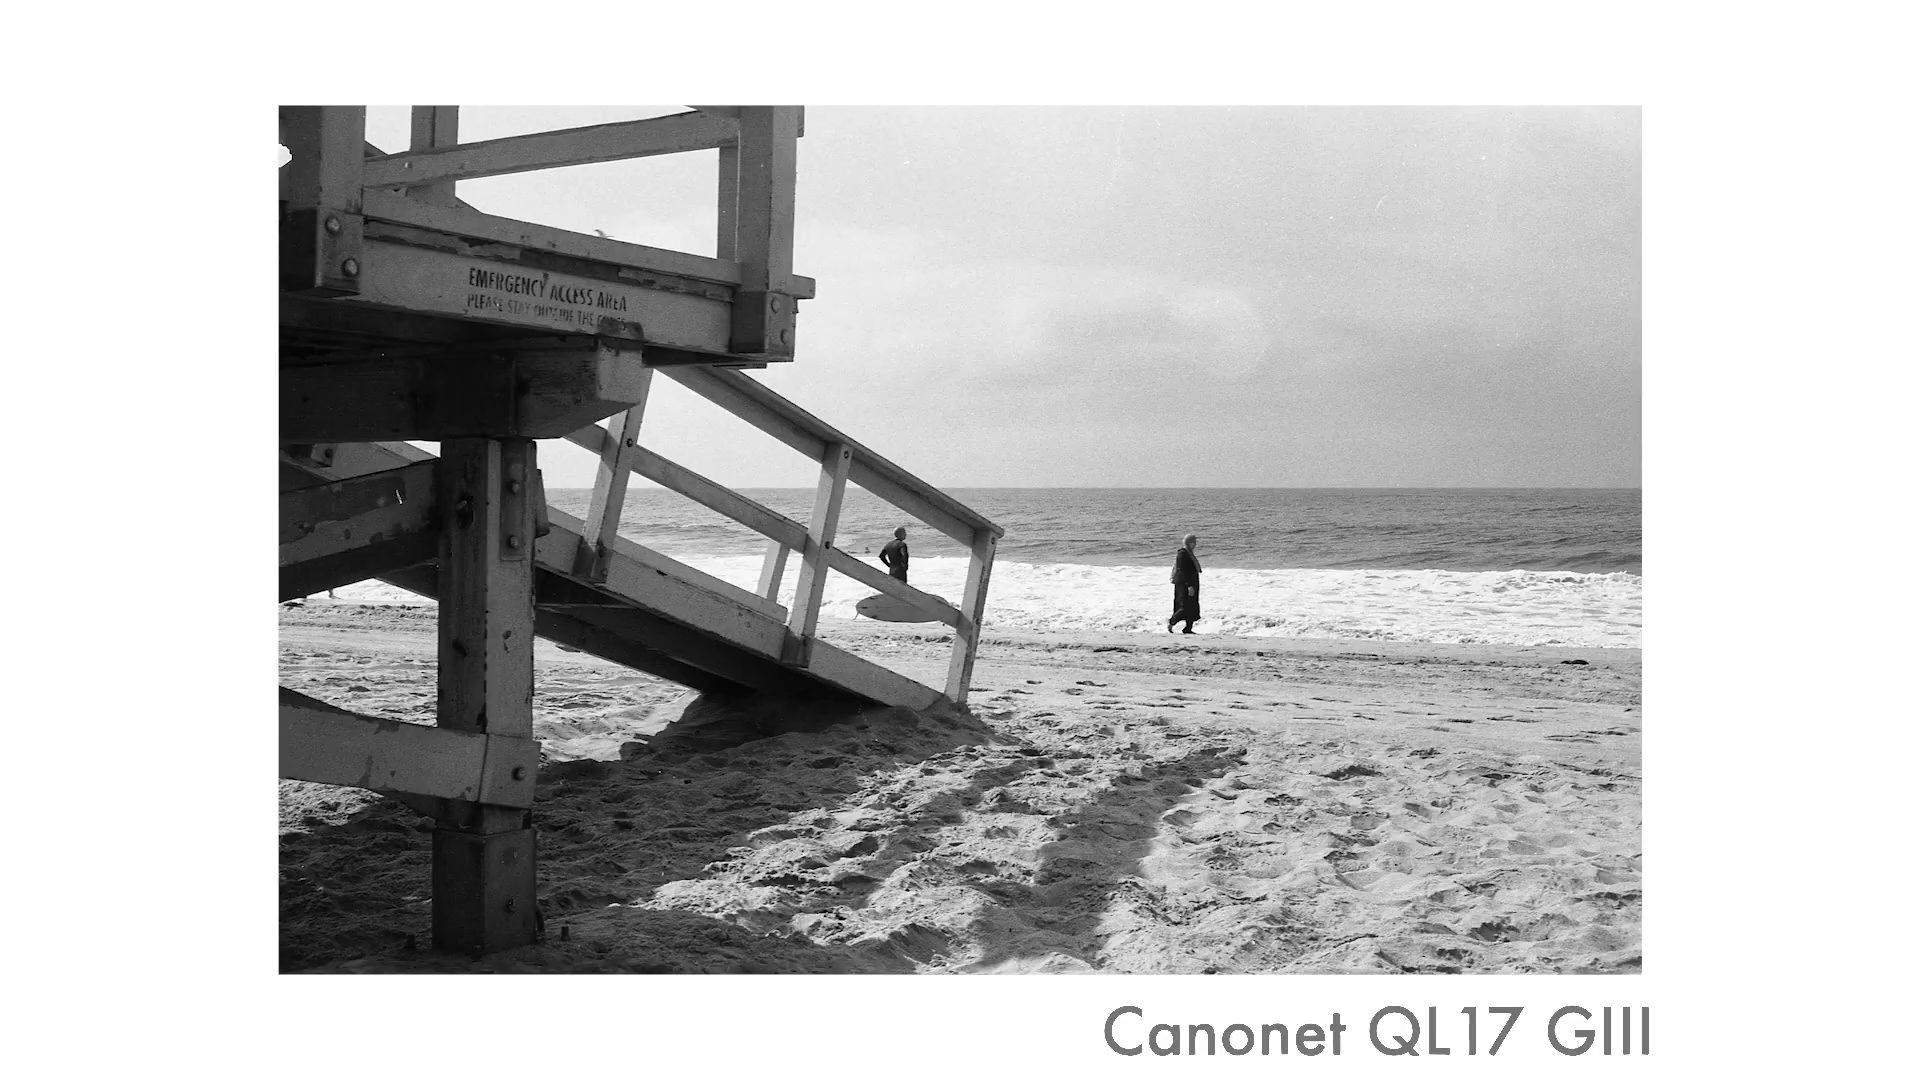 EMERGENCY ACCESS AREA
PLEASE STAY OUTSIDE THE
Canonet QL17 GIII